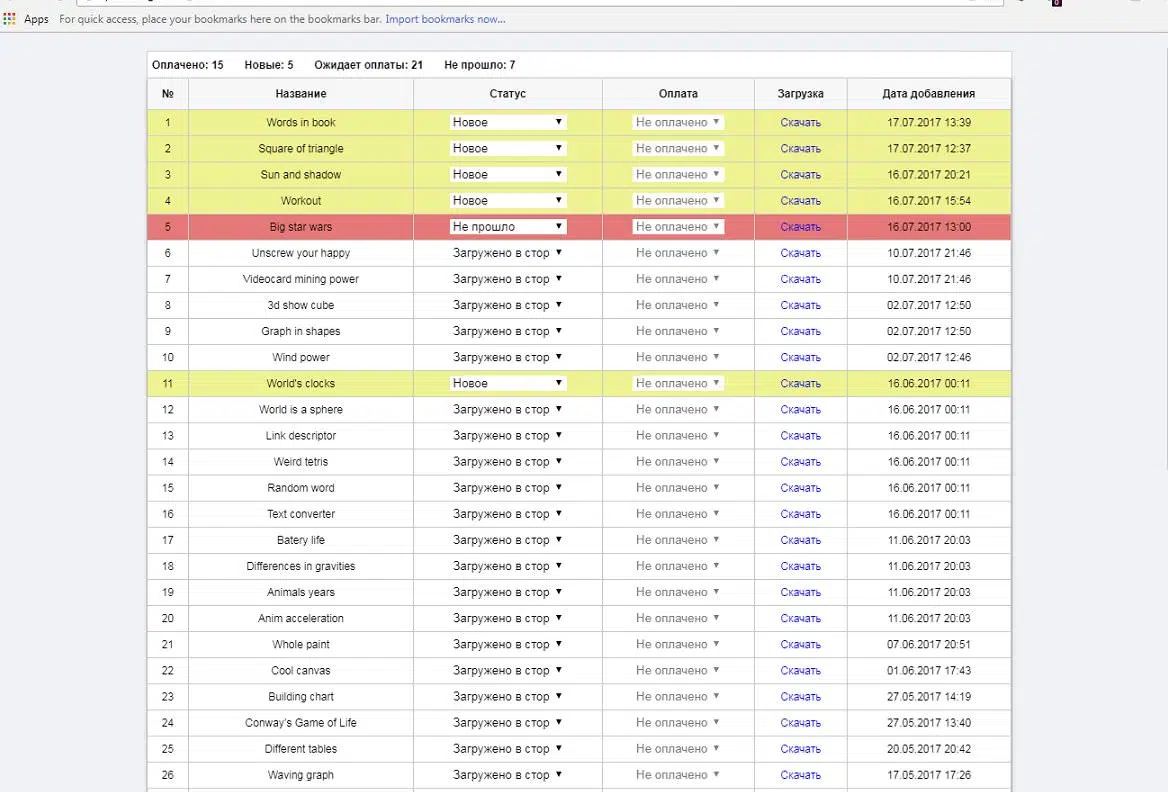 Apps For quick access, place your bookmarks here on the bookmarks bar. Import bookmarks now...
Оплачено: 15 Новые: 5 Ожидает оплаты: 21 Не прошло: 7
№ Название Статус Оплата Загрузка Дата добавления
1 Words in book Новое Не оплачено Скачать 17.07.2017 13:39
2 Square of triangle Новое Не оплачено Скачать 17.07.2017 12:37
3 Sun and shadow Новое Не оплачено Скачать 16.07.2017 20:21
4 Workout Новое Не оплачено Скачать 16.07.2017 15:54
5 Big star wars Не прошло Не оплачено Скачать 16.07.2017 13:00
6 Unscrew your happy Загружено в стор Не оплачено Скачать 10.07.2017 21:46
7 Videocard mining power Загружено в стор Не оплачено Скачать 10.07.2017 21:46
8 3d show cube Загружено в стор Не оплачено Скачать 02.07.2017 12:50
9 Graph in shapes Загружено в стор Не оплачено Скачать 02.07.2017 12:50
10 Wind power Загружено в стор Не оплачено Скачать 02.07.2017 12:46
11 World's clocks Новое Не оплачено Скачать 16.06.2017 00:11
12 World is a sphere Загружено в стор Не оплачено Скачать 16.06.2017 00:11
13 Link descriptor Загружено в стор Не оплачено Скачать 16.06.2017 00:11
14 Weird tetris Загружено в стор Не оплачено Скачать 16.06.2017 00:11
15 Random word Загружено в стор Не оплачено Скачать 16.06.2017 00:11
16 Text converter Загружено в стор Не оплачено Скачать 16.06.2017 00:11
17 Batery life Загружено в стор Не оплачено Скачать 11.06.2017 20:03
18 Differences in gravities Загружено в стор Не оплачено Скачать 11.06.2017 20:03
19 Animals years Загружено в стор Не оплачено Скачать 11.06.2017 20:03
20 Anim acceleration Загружено в стор Не оплачено Скачать 11.06.2017 20:03
21 Whole paint Загружено в стор Не оплачено Скачать 07.06.2017 20:51
22 Cool canvas Загружено в стор Не оплачено Скачать 01.06.2017 17:43
23 Building chart Загружено в стор Не оплачено Скачать 27.05.2017 14:19
24 Conway's Game of Life Загружено в стор Не оплачено Скачать 27.05.2017 13:40
25 Different tables Загружено в стор Не оплачено Скачать 20.05.2017 20:42
26 Waving graph Загружено в стор Не оплачено Скачать 17.05.2017 17:26